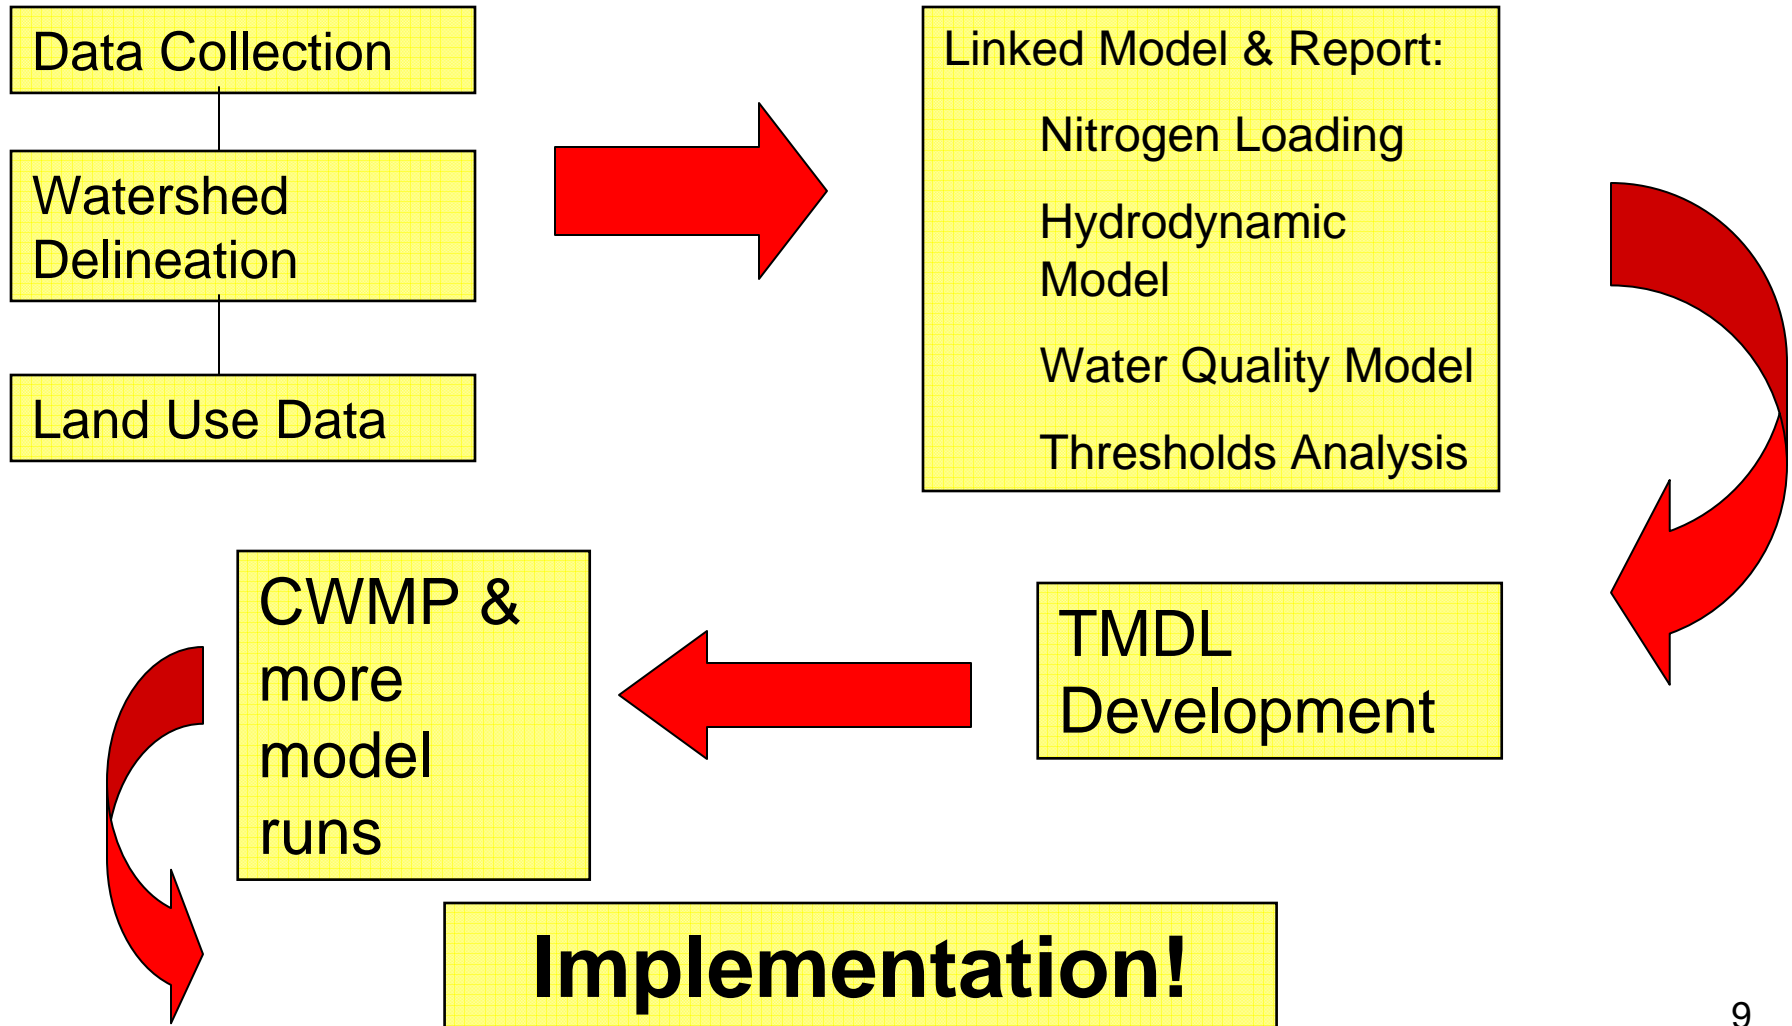 Data Collection
Watershed
Delineation
Land Use Data
Linked Model & Report:
Nitrogen Loading
Hydrodynamic
Model
Water Quality Model
Thresholds Analysis
TMDL
Development
CWMP &
more
model
runs
Implementation!
9